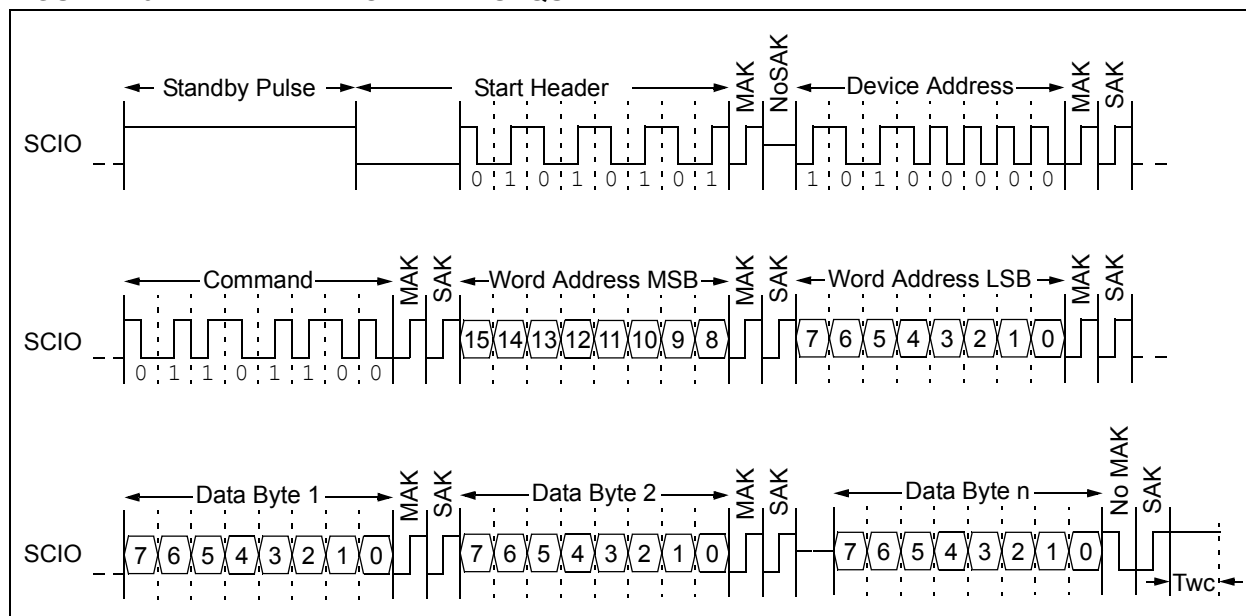 Standby Pulse
Start Header
MAK
NoSAK
Device Address
MAK
SAK
SCIO
0 1 0 1 0 1 0 1
1 0 1 0 0 0 0 0
Command
MAK
SAK
Word Address MSB
MAK
SAK
Word Address LSB
MAK
SAK
SCIO
15 14 13 12 11 10 9 8
7 6 5 4 3 2 1 0
0 1 1 0 1 1 0 0
Data Byte 1
MAK
SAK
Data Byte 2
MAK
SAK
Data Byte n
No MAK
SAK
SCIO
7 6 5 4 3 2 1 0
7 6 5 4 3 2 1 0
7 6 5 4 3 2 1 0
Twc